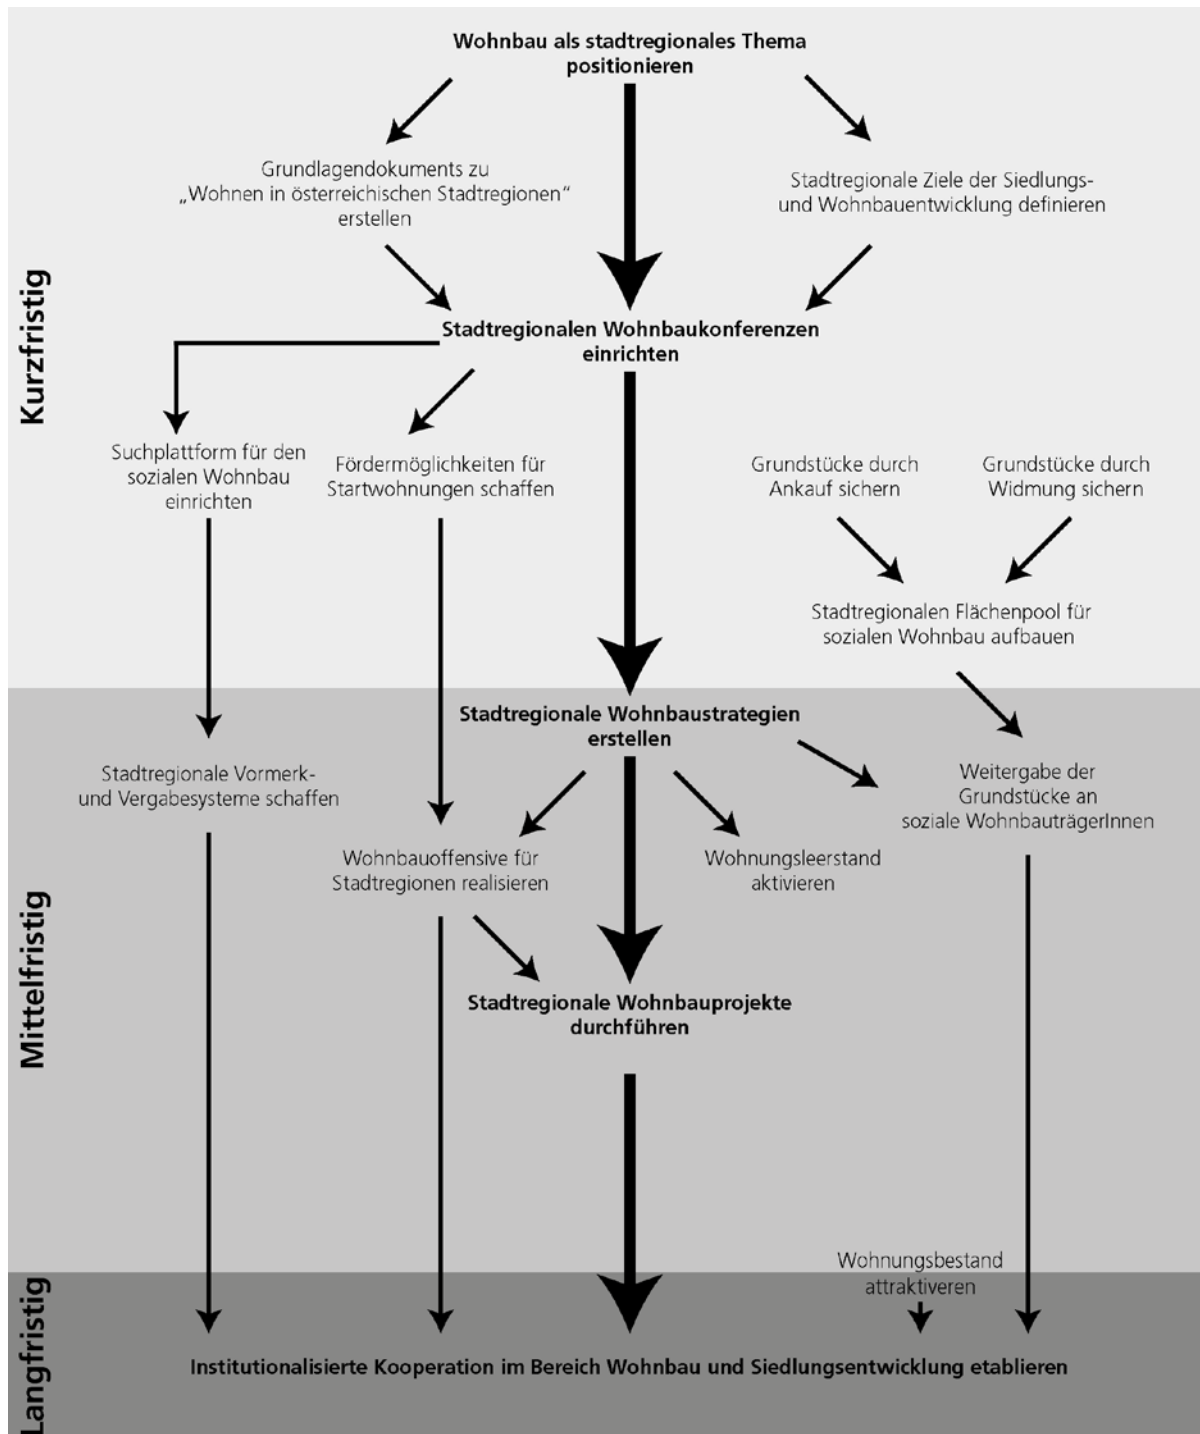 Wohnbau als stadtregionales Thema
positionieren
Grundlagendokuments zu
„Wohnen in österreichischen Stadtregionen“
erstellen
Stadtregionale Ziele der Siedlungs-
und Wohnbauentwicklung definieren
Kurzfristig
Stadtregionalen Wohnbaukonferenzen
einrichten
Suchplattform für den
sozialen Wohnbau
einrichten
Fördermöglichkeiten für
Startwohnungen schaffen
Grundstücke durch
Ankauf sichern
Grundstücke durch
Widmung sichern
Stadtregionalen Flächenpool für
sozialen Wohnbau aufbauen
Mittelfristig
Stadtregionale Wohnbaustrategien
erstellen
Stadtregionale Vormerk-
und Vergabesysteme schaffen
Weitergabe der
Grundstücke an
soziale WohnbauträgerInnen
Wohnbauoffensive für
Stadtregionen realisieren
Wohnungsleerstand
aktivieren
Stadtregionale Wohnbauprojekte
durchführen
Wohnungsbestand
attraktiveren
Langfristig
Institutionalisierte Kooperation im Bereich Wohnbau und Siedlungsentwicklung etablieren